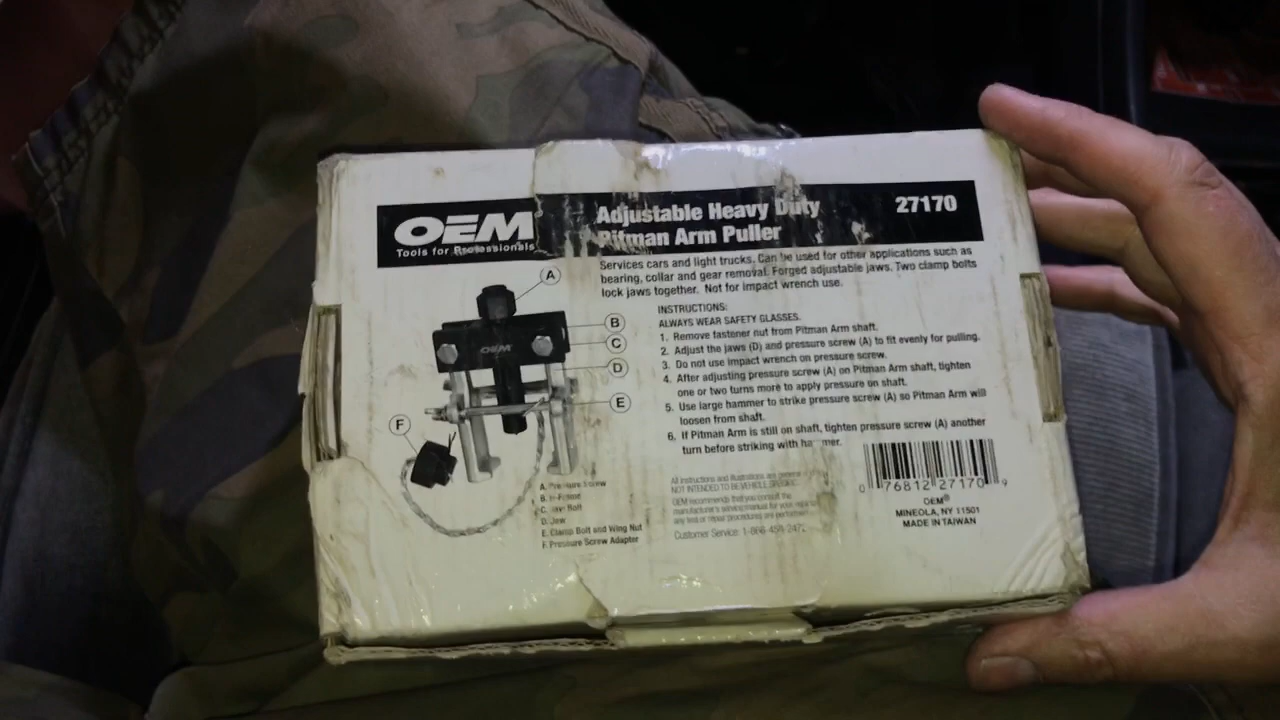 OEM
Tools for Professionals
Adjustable Heavy Duty
Pitman Arm Puller
27170
Services cars and light trucks. Can be used for other applications such as
bearing, collar and gear removal. Forged adjustable jaws. Two clamp bolts
lock jaws together. Not for impact wrench use.
INSTRUCTIONS:
ALWAYS WEAR SAFETY GLASSES.
1. Remove fastener nut from Pitman Arm shaft.
2. Adjust the jaws (D) and pressure screw (A) to fit evenly for pulling.
3. Do not use impact wrench on pressure screw.
4. After adjusting pressure screw (A) on Pitman Arm shaft, tighten
one or two turns more to apply pressure on shaft.
5. Use large hammer to strike pressure screw (A) so Pitman Arm will
loosen from shaft.
6. If Pitman Arm is still on shaft, tighten pressure screw (A) another
turn before striking with hammer.
A
B
C
D
E
F
OEM
A. Pressure Screw
B. H-Frame
C. Jaw Bolt
D. Jaw
E. Clamp Bolt and Wing Nut
F. Pressure Screw Adapter
All instructions and illustrations are general
NOT INTENDED TO BE VEHICLE SPECIFIC.
OEM recommends that you consult the
manufacturer's service manual for your
any test or repair procedures are
Customer Service: 1-866-
0 76812 27170 9
OEM®
MINEOLA, NY 11501
MADE IN TAIWAN